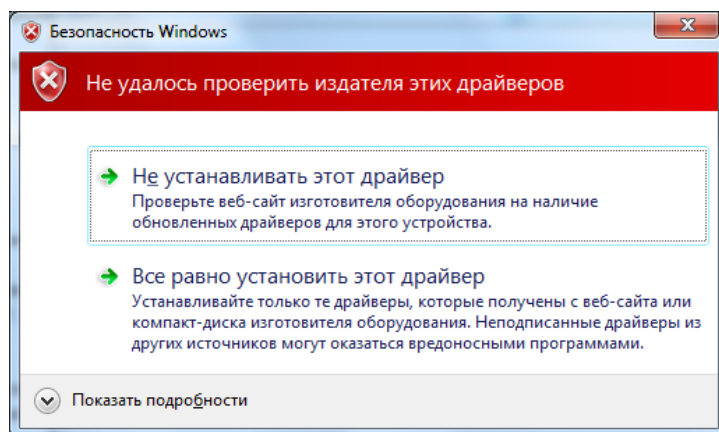 Безопасность Windows
Не удалось проверить издателя этих драйверов
Не устанавливать этот драйвер
Проверьте веб-сайт изготовителя оборудования на наличие
обновленных драйверов для этого устройства.
Все равно установить этот драйвер
Устанавливайте только те драйверы, которые получены с веб-сайта или
компакт-диска изготовителя оборудования. Неподписанные драйверы из
других источников могут оказаться вредоносными программами.
Показать подробности